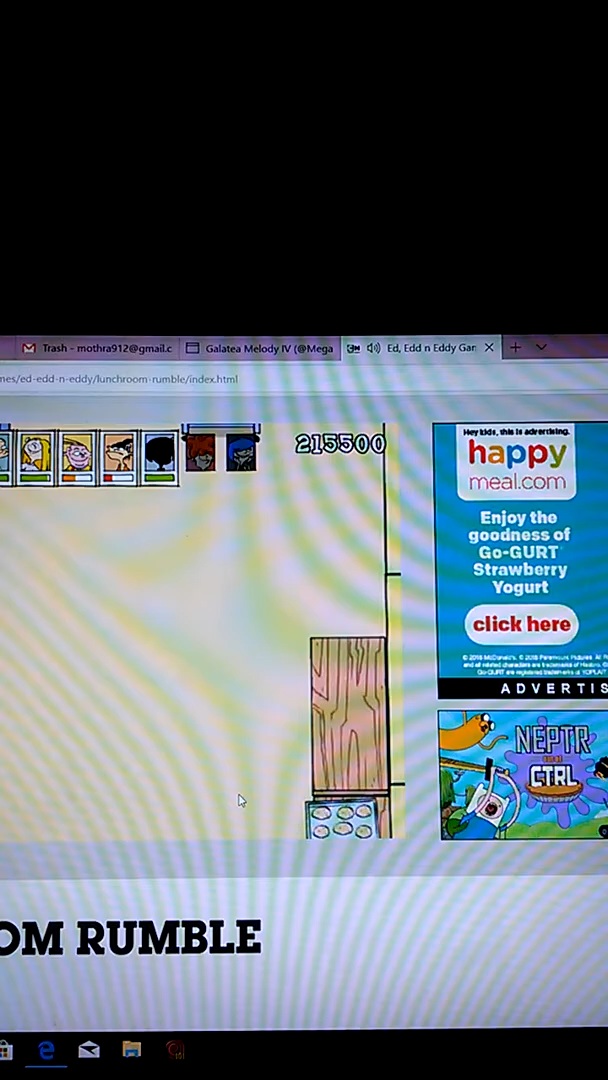 Trash - mothra912@gmail.c
Galatea Melody IV (@Mega
Ed, Edd n Eddy Gar
mes/ed-edd-n-eddy/lunchroom-rumble/index.html
215500
Hey kids, this is advertising.
happy
meal.com
Enjoy the
goodness of
Go-GURT
Strawberry
Yogurt
click here
ADVERTIS
NEPTR
CTRL
OM RUMBLE